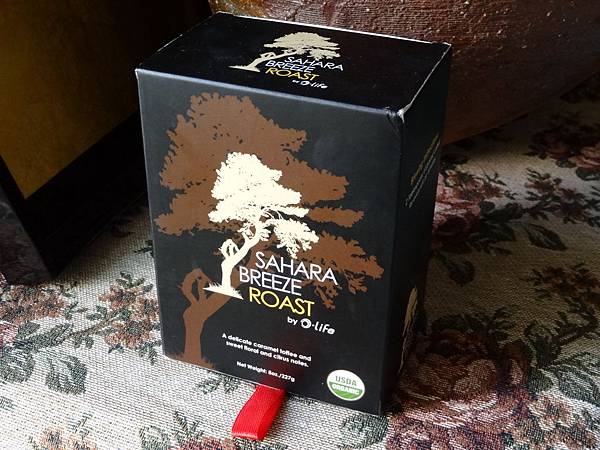 SAHARA
BREEZE
ROAST
by O-life
SAHARA
BREEZE
ROAST
by O-life
A delicate caramel toffee and
sweet floral and citrus notes.
Net Weight: 8oz./227g
USDA
ORGANIC